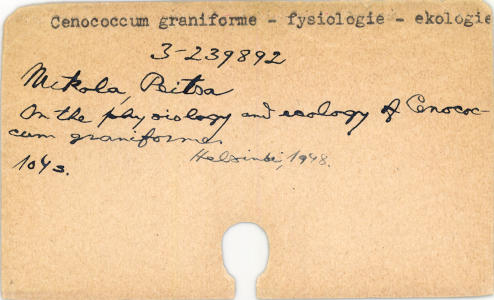 Cenococcum graniforme - fysiologie - ekologie
3-239892
Mikola, Peitsa
On the physiology and ecology of Cenococ-
cum graniforme.
Helsinki, 1948.
104 s.